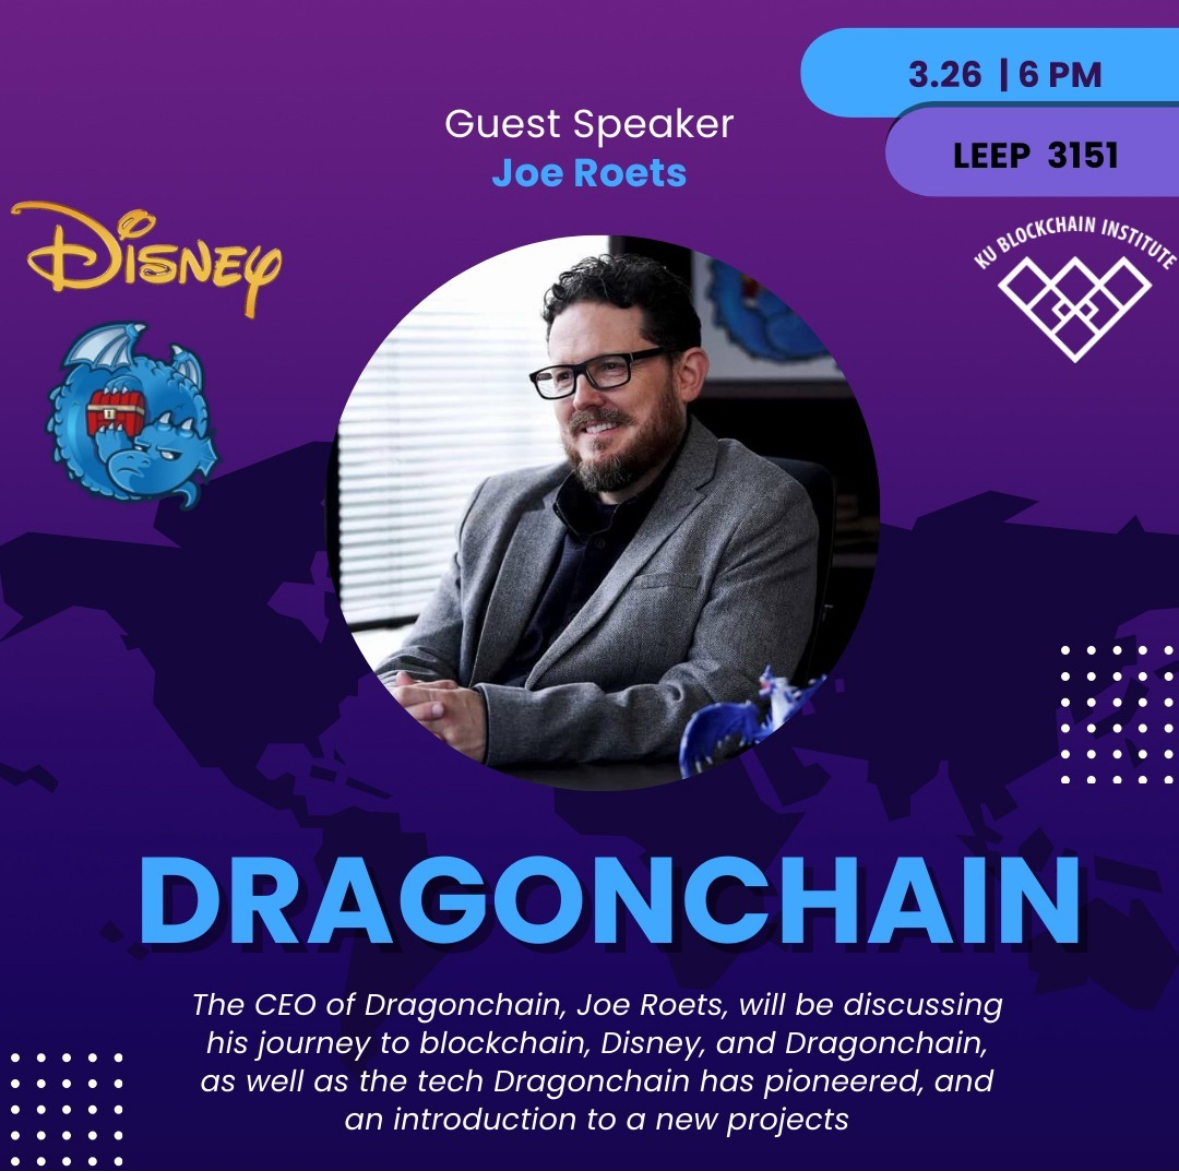 3.26 | 6 PM
LEEP 3151
Guest Speaker
Joe Roets
DISNEY
KU BLOCKCHAIN INSTITUTE
DRAGONCHAIN
The CEO of Dragonchain, Joe Roets, will be discussing
his journey to blockchain, Disney, and Dragonchain,
as well as the tech Dragonchain has pioneered, and
an introduction to a new projects